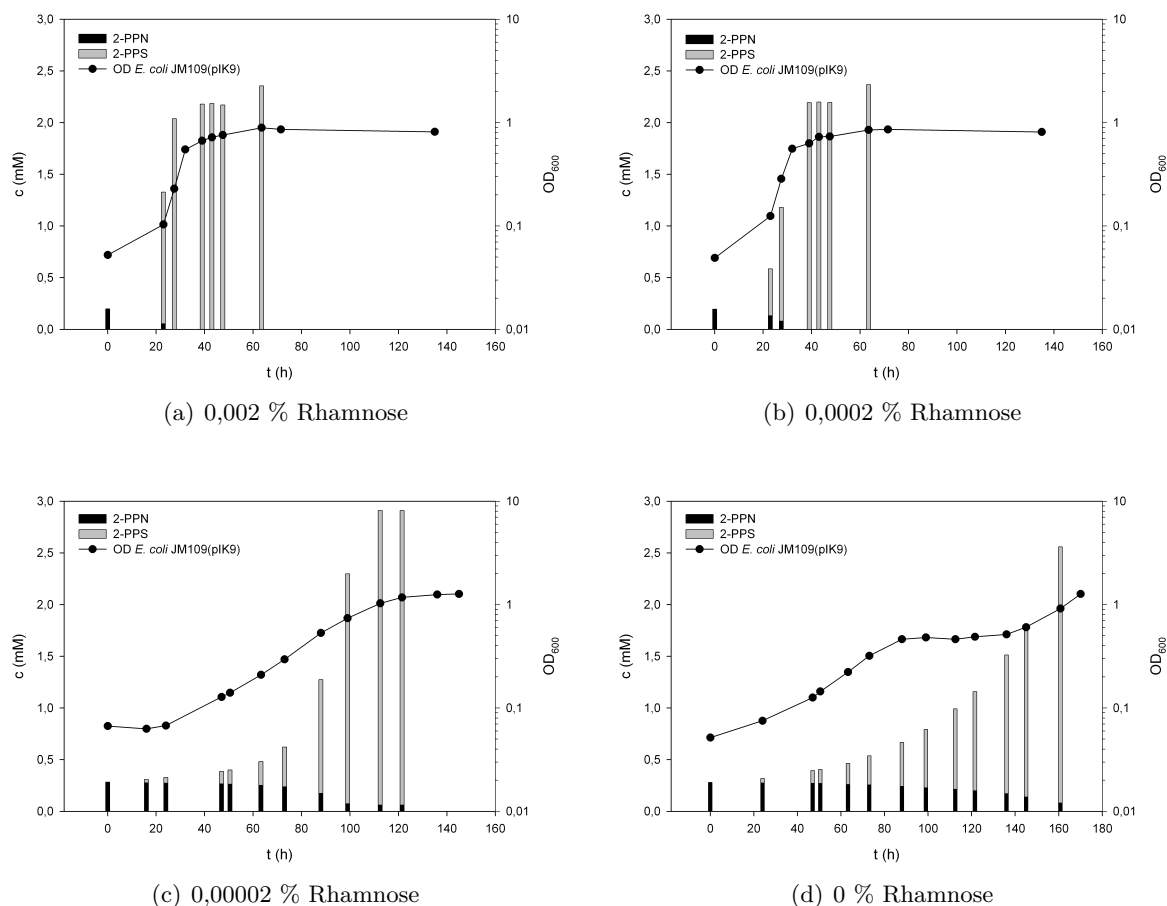 3,0
2,5
2,0
1,5
1,0
0,5
0,0
c (mM)
2-PPN
2-PPS
OD E. coli JM109(pIK9)
10
1
0,1
0,01
OD600
0 20 40 60 80 100 120 140 160
t (h)
(a) 0,002 % Rhamnose
3,0
2,5
2,0
1,5
1,0
0,5
0,0
c (mM)
2-PPN
2-PPS
OD E. coli JM109(pIK9)
10
1
0,1
0,01
OD600
0 20 40 60 80 100 120 140 160
t (h)
(b) 0,0002 % Rhamnose
3,0
2,5
2,0
1,5
1,0
0,5
0,0
c (mM)
2-PPN
2-PPS
OD E. coli JM109(pIK9)
10
1
0,1
0,01
OD600
0 20 40 60 80 100 120 140 160
t (h)
(c) 0,00002 % Rhamnose
3,0
2,5
2,0
1,5
1,0
0,5
0,0
c (mM)
2-PPN
2-PPS
OD E. coli JM109(pIK9)
10
1
0,1
0,01
OD600
0 20 40 60 80 100 120 140 160 180
t (h)
(d) 0 % Rhamnose